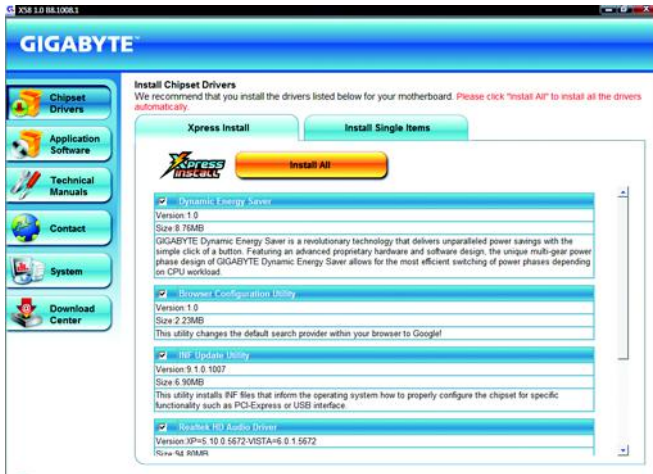 X58 1.0 B8.1008.1
GIGABYTE™
Chipset
Drivers
Application
Software
Technical
Manuals
Contact
System
Download
Center
Install Chipset Drivers
We recommend that you install the drivers listed below for your motherboard. Please click "Install All" to install all the drivers
automatically.
Xpress Install
Install Single Items
Xpress
INSTALL
Install All
Dynamic Energy Saver
Version:1.0
Size:8.76MB
GIGABYTE Dynamic Energy Saver is a revolutionary technology that delivers unparalleled power savings with the
simple click of a button. Featuring an advanced proprietary hardware and software design, the unique multi-gear power
phase design of GIGABYTE Dynamic Energy Saver allows for the most efficient switching of power phases depending
on CPU workload.
Browser Configuration Utility
Version:1.0
Size:2.23MB
This utility changes the default search provider within your browser to Google!
INF Update Utility
Version:9.1.0.1007
Size:6.90MB
This utility installs INF files that inform the operating system how to properly configure the chipset for specific
functionality such as PCI-Express or USB interface.
Realtek HD Audio Driver
Version:XP=5.10.0.5672-VISTA=6.0.1.5672
Size:94.80MB